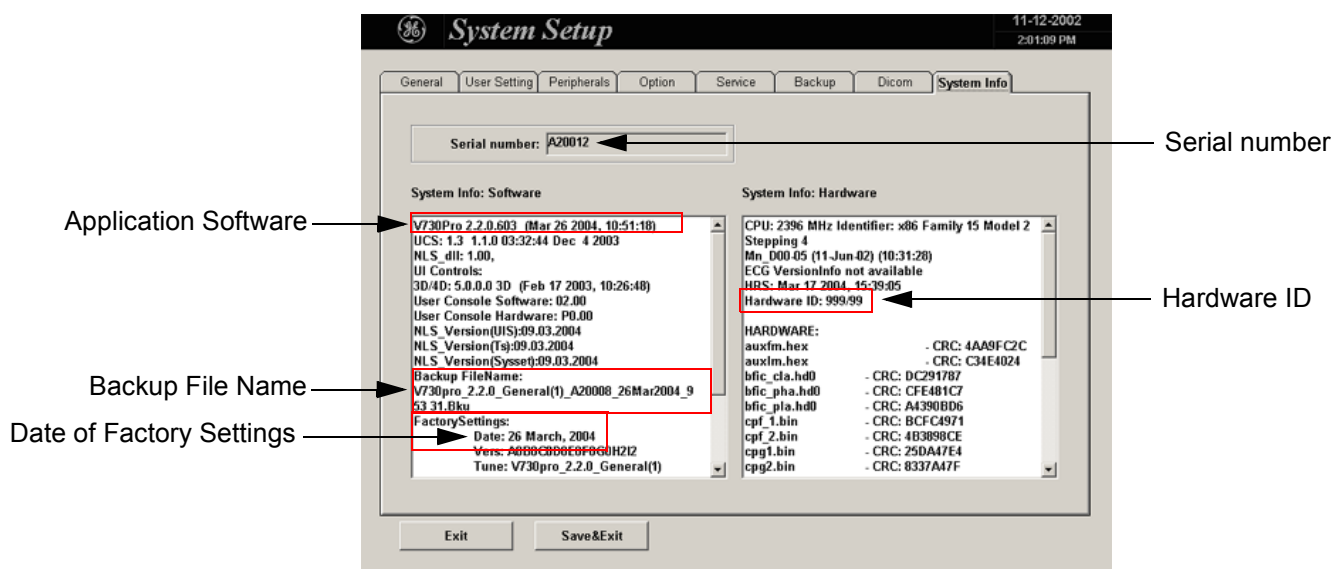 System Setup
11-12-2002
2:01:09 PM
General User Setting Peripherals Option Service Backup Dicom System Info
Serial number: A20012
Serial number
System Info: Software
System Info: Hardware
Application Software
V730Pro 2.2.0.603 (Mar 26 2004, 10:51:18)
UCS: 1.3 1.1.0 03:32:44 Dec 4 2003
NLS_dll: 1.00,
UI Controls:
3D/4D: 5.0.0.0 3D (Feb 17 2003, 10:26:48)
User Console Software: 02.00
User Console Hardware: P0.00
NLS_Version(UIS):09.03.2004
NLS_Version(Ts):09.03.2004
NLS_Version(Sysset):09.03.2004
Backup File Name
Backup FileName:
V730pro_2.2.0_General(1)_A20008_26Mar2004_9
53 31.Bku
Date of Factory Settings
FactorySettings:
Date: 26 March, 2004
Vers:
Tune: V730pro_2.2.0_General(1)
CPU: 2396 MHz Identifier: x86 Family 15 Model 2
Stepping 4
Mn_D00-05 (11-Jun-02) (10:31:28)
ECG VersionInfo not available
HRS: Mar 17 2004, 15:39:05
Hardware ID: 999/99
Hardware ID
HARDWARE:
auxfm.hex - CRC: 4AA9FC2C
auxlm.hex - CRC: C34E4024
bfic_cla.hd0 - CRC: DC291787
bfic_pha.hd0 - CRC: CFE481C7
bfic_pla.hd0 - CRC: A4390BD6
cpf_1.bin - CRC: BCFC4971
cpf_2.bin - CRC: 4B3898CE
cpg1.bin - CRC: 25DA47E4
cpg2.bin - CRC: 8337A47F
Exit Save&Exit